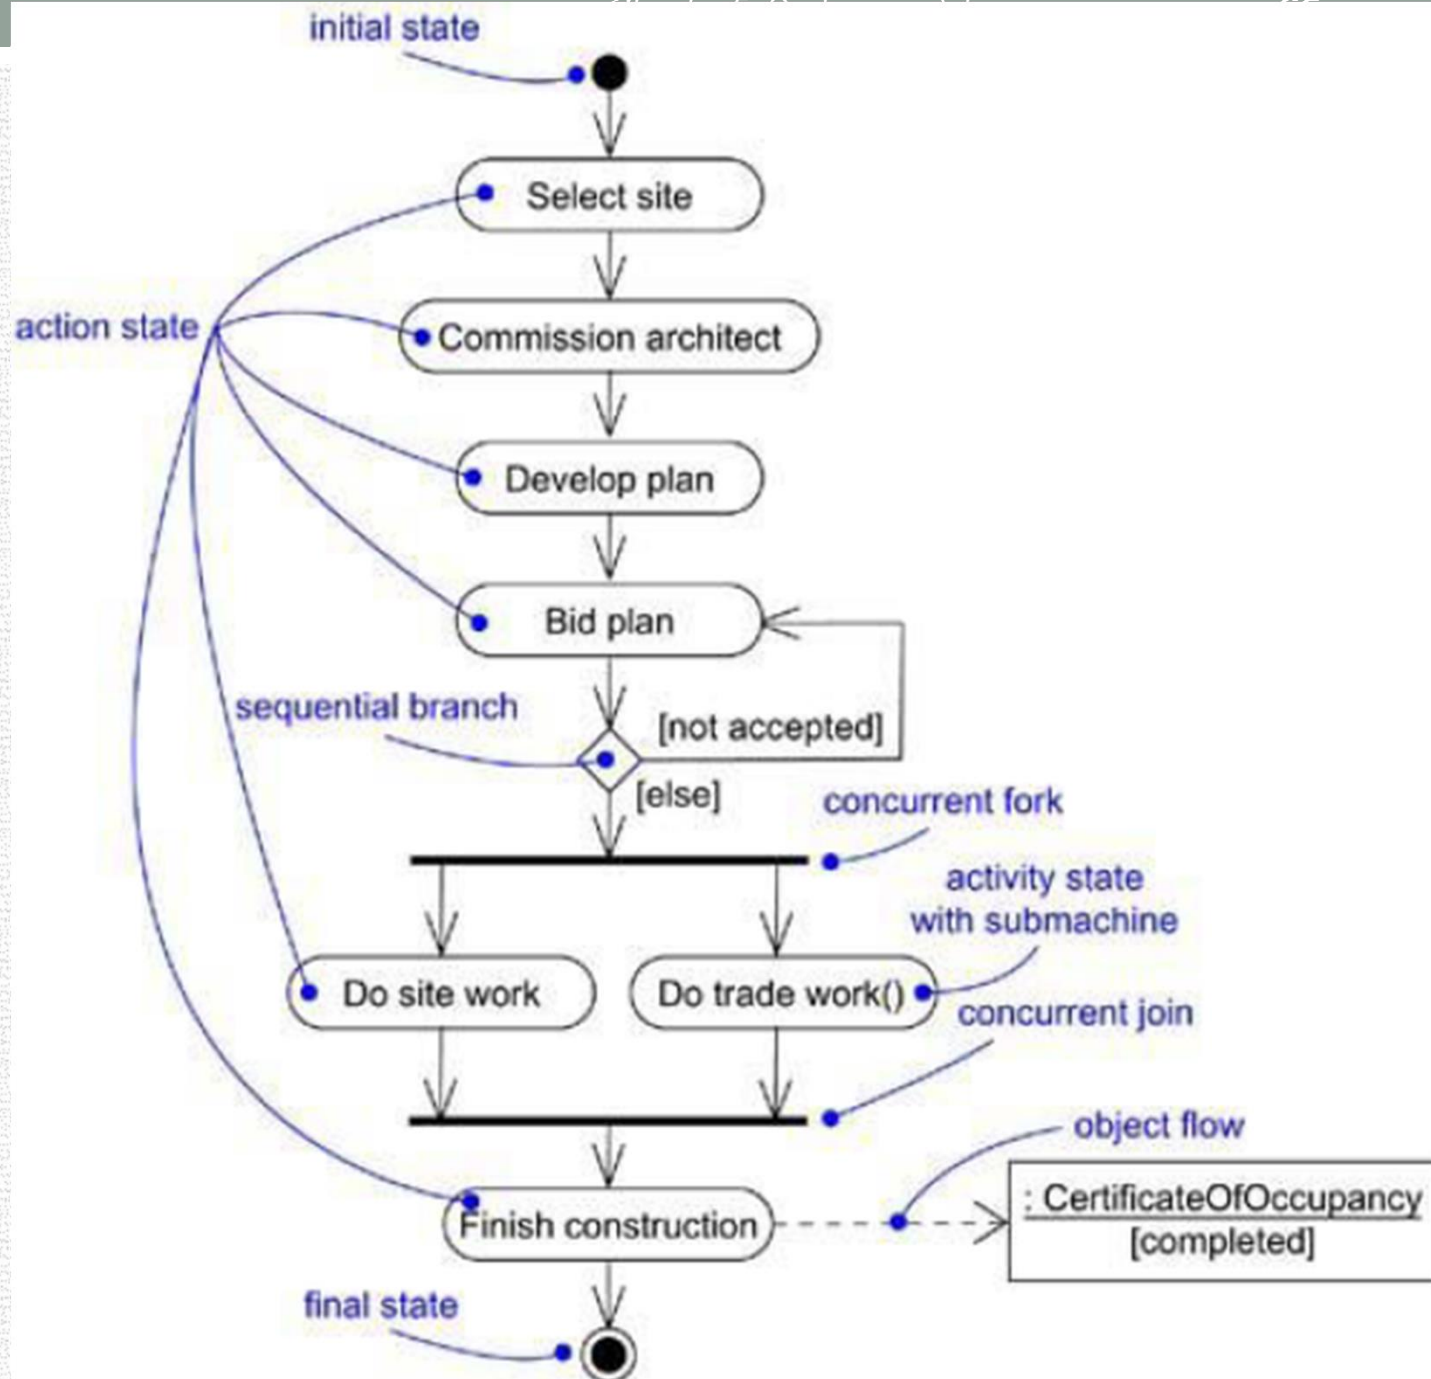 initial state
Select site
action state
Commission architect
Develop plan
Bid plan
sequential branch
[not accepted]
[else]
concurrent fork
activity state
with submachine
Do site work
Do trade work()
concurrent join
object flow
: CertificateOfOccupancy
[completed]
Finish construction
final state